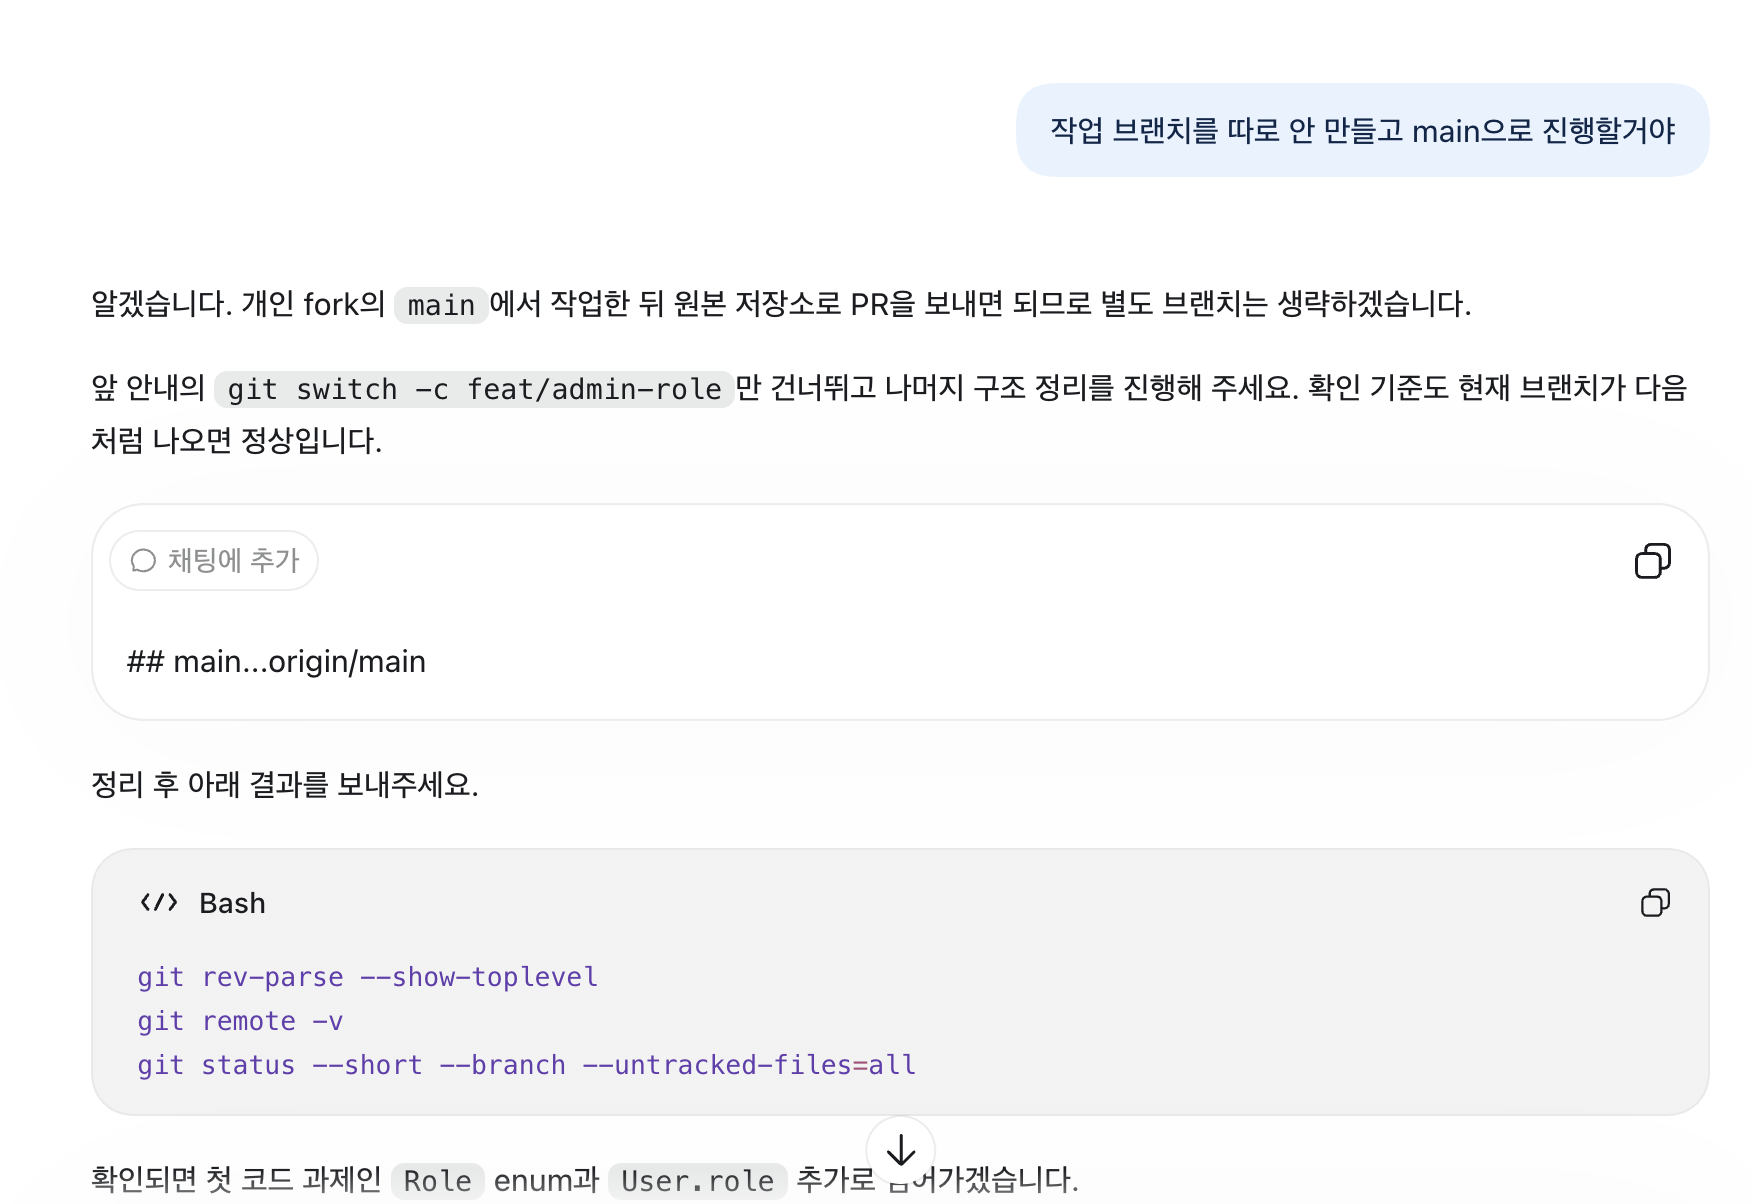 작업 브랜치를 따로 안 만들고 main으로 진행할거야
알겠습니다. 개인 fork의 main에서 작업한 뒤 원본 저장소로 PR을 보내면 되므로 별도 브랜치는 생략하겠습니다.
앞 안내의 git switch -c feat/admin-role만 건너뛰고 나머지 구조 정리를 진행해 주세요. 확인 기준도 현재 브랜치가 다음
처럼 나오면 정상입니다.
채팅에 추가
## main...origin/main
정리 후 아래 결과를 보내주세요.
Bash
git rev-parse --show-toplevel
git remote -v
git status --short --branch --untracked-files=all
확인되면 첫 코드 과제인 Role enum과 User.role 추가로